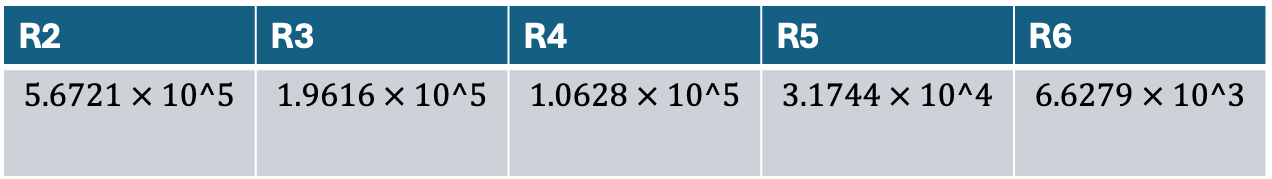 R2 R3 R4 R5 R6
5.6721 × 10^5 1.9616 × 10^5 1.0628 × 10^5 3.1744 × 10^4 6.6279 × 10^3